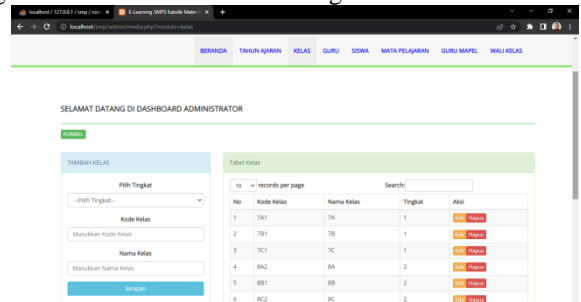 localhost / 127.0.0.1 / smp / rom
E-Learning SMPS Katolik Mater
localhost/smp/admin/media.php?module=kelas
BERANDA TAHUN AJARAN KELAS GURU SISWA MATA PELAJARAN GURU MAPEL WALI KELAS
SELAMAT DATANG DI DASHBOARD ADMINISTRATOR
ROMBEL
TAMBAH KELAS
Pilih Tingkat
--Pilih Tingkat--
Kode Kelas
Masukkan Kode Kelas
Nama Kelas
Masukkan Nama Kelas
Simpan
Tabel Kelas
10 records per page Search:
No Kode Kelas Nama Kelas Tingkat Aksi
1 7A1 7A 1 Edit Hapus
2 7B1 7B 1 Edit Hapus
3 7C1 7C 1 Edit Hapus
4 8A2 8A 2 Edit Hapus
5 8B1 8B 2 Edit Hapus
6 8C2 8C 2 Edit Hapus